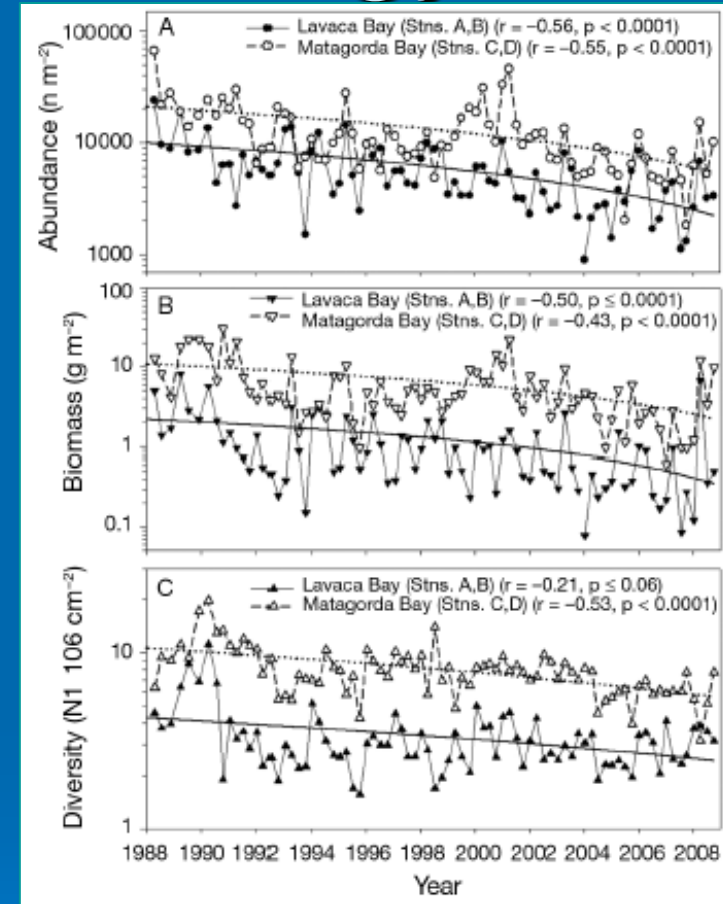 A
Lavaca Bay (Stns. A,B) (r = −0.56, p < 0.0001)
Matagorda Bay (Stns. C,D) (r = −0.55, p < 0.0001)
100000
10000
1000
Abundance (n m⁻²)
B
Lavaca Bay (Stns. A,B) (r = −0.50, p ≤ 0.0001)
Matagorda Bay (Stns. C,D) (r = −0.43, p < 0.0001)
100
10
1
0.1
Biomass (g m⁻²)
C
Lavaca Bay (Stns. A,B) (r = −0.21, p ≤ 0.06)
Matagorda Bay (Stns. C,D) (r = −0.53, p < 0.0001)
10
1
Diversity (N1 106 cm⁻²)
1988 1990 1992 1994 1996 1998 2000 2002 2004 2006 2008
Year